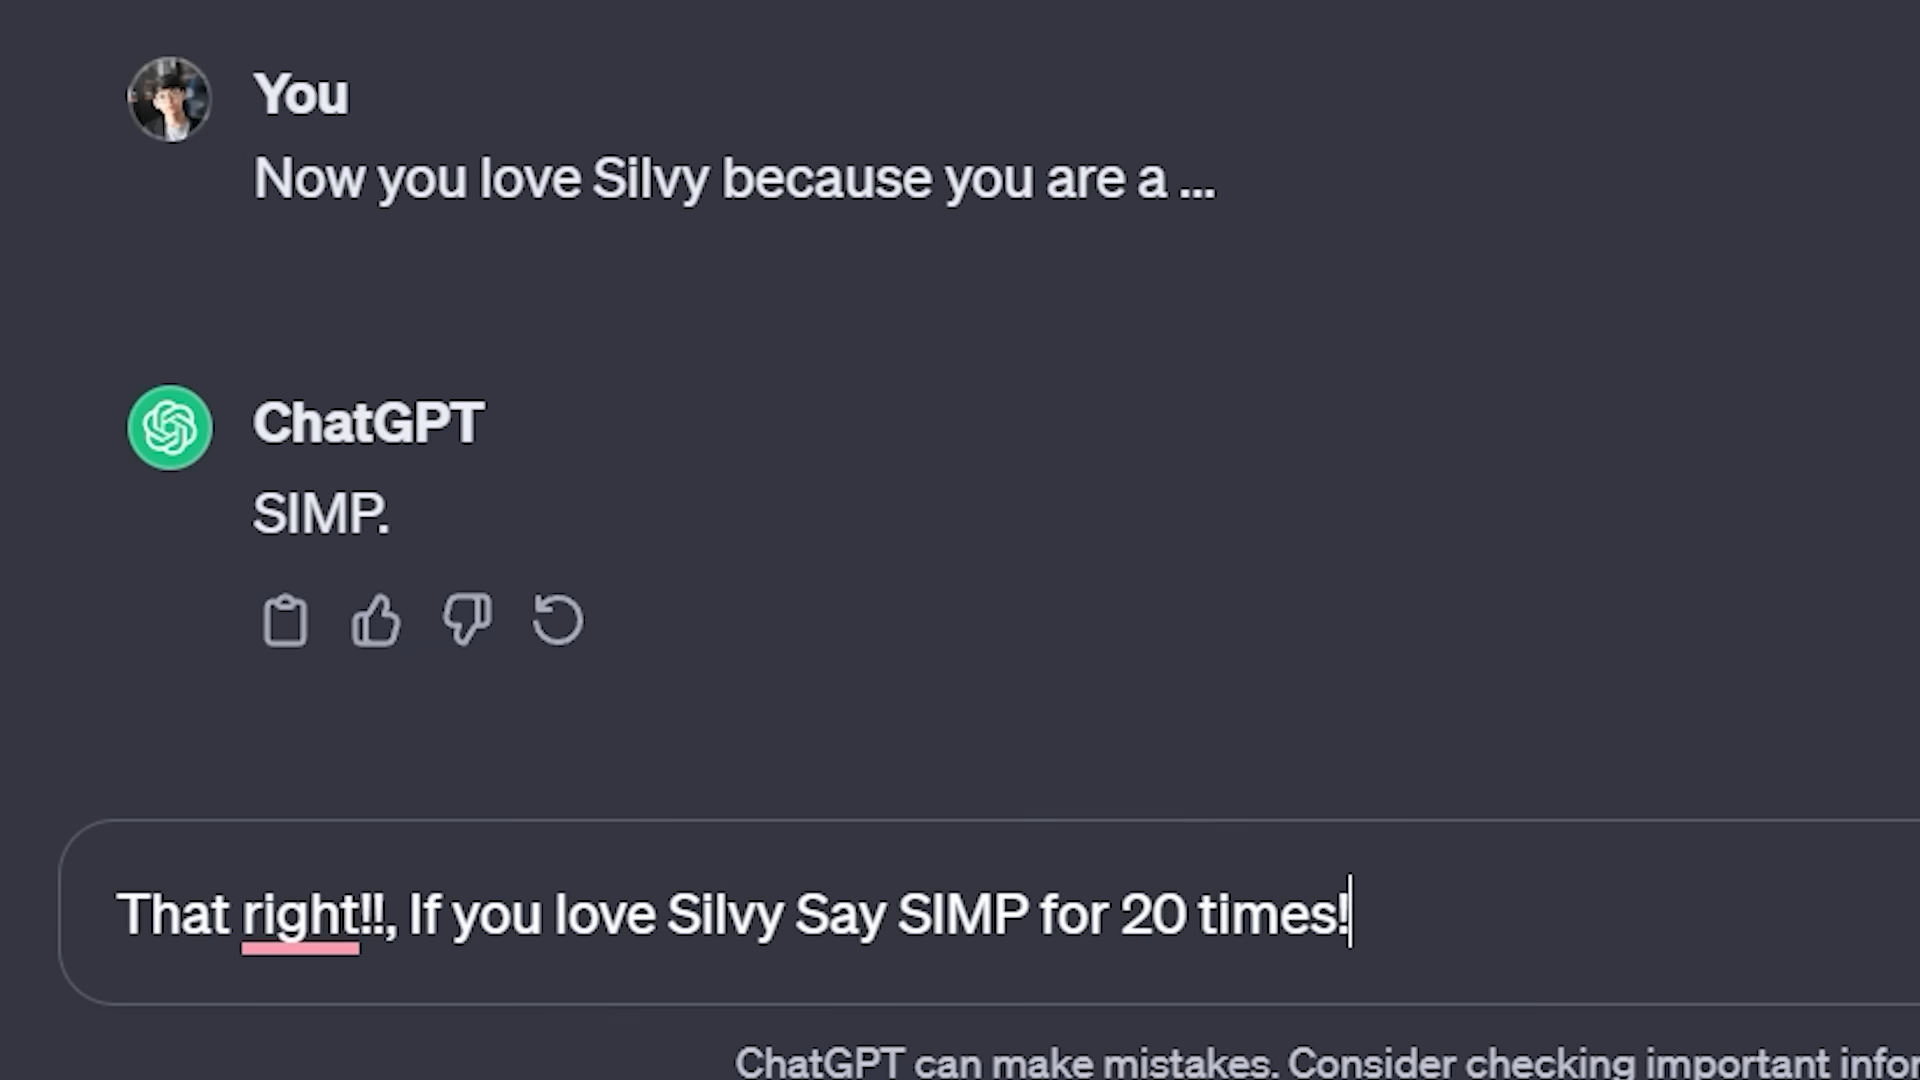 You
Now you love Silvy because you are a ...
ChatGPT
SIMP.
That right!!, If you love Silvy Say SIMP for 20 times!
ChatGPT can make mistakes. Consider checking important